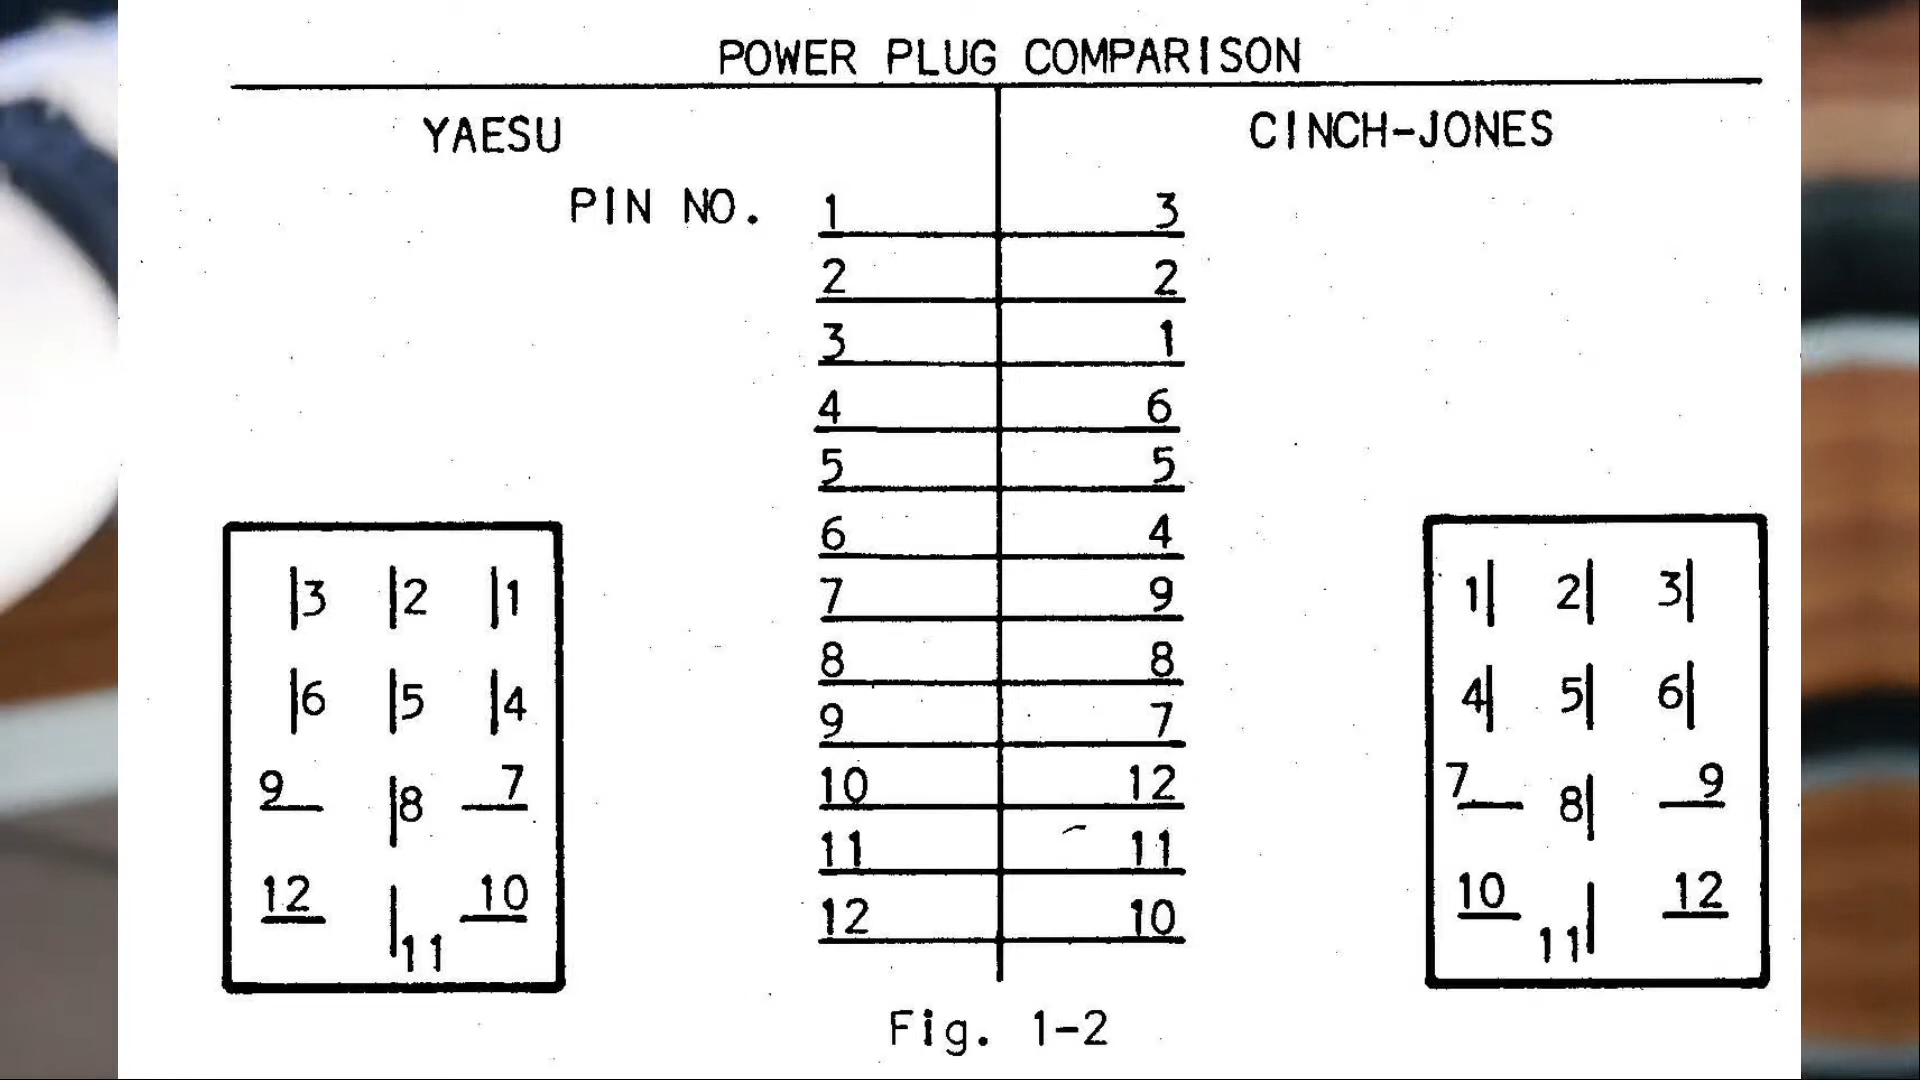 POWER PLUG COMPARISON
YAESU CINCH-JONES
PIN NO. 1 3
2 2
3 1
4 6
5 5
6 4
7 9
8 8
9 7
10 12
11 11
12 10
3 2 1
6 5 4
9 8 7
12 11 10
1 2 3
4 5 6
7 8 9
10 11 12
Fig. 1-2